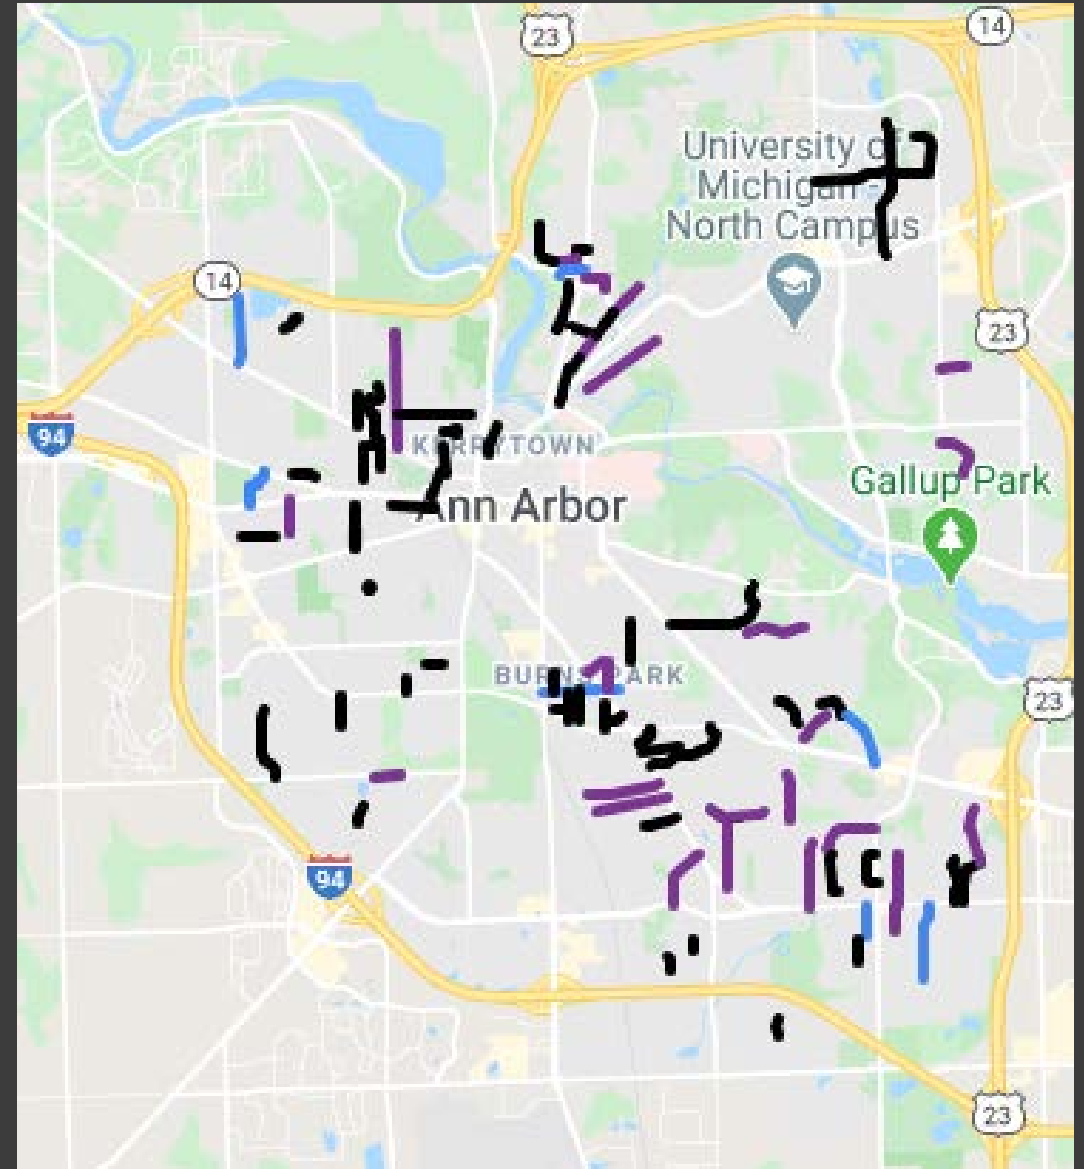 23
14
University of
Michigan -
North Campus
14
23
94
KERRYTOWN
Gallup Park
Ann Arbor
BURNS PARK
23
94
23